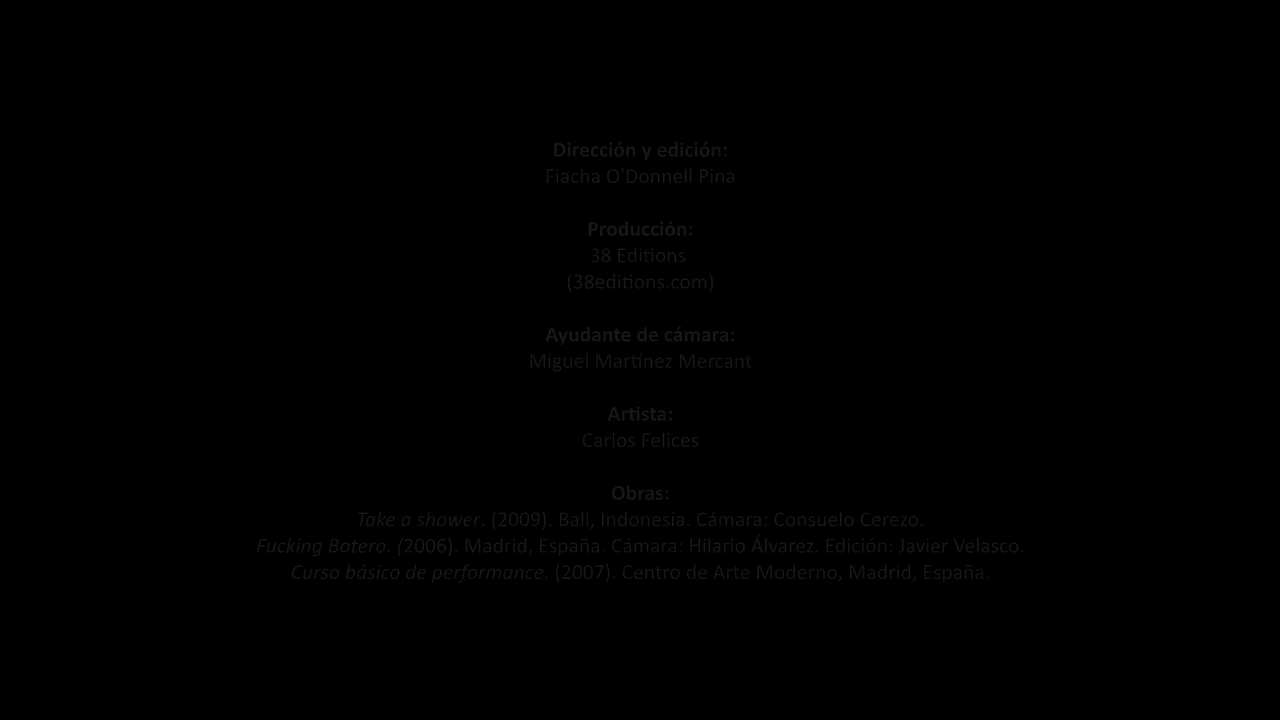 Dirección y edición:
Fiacha O'Donnell Pina
Producción:
38 Editions
(38editions.com)
Ayudante de cámara:
Miguel Martínez Mercant
Artista:
Carlos Felices
Obras:
Take a shower. (2009). Bali, Indonesia. Cámara: Consuelo Cerezo.
Fucking Botero. (2006). Madrid, España. Cámara: Hilario Álvarez. Edición: Javier Velasco.
Curso básico de performance. (2007). Centro de Arte Moderno, Madrid, España.